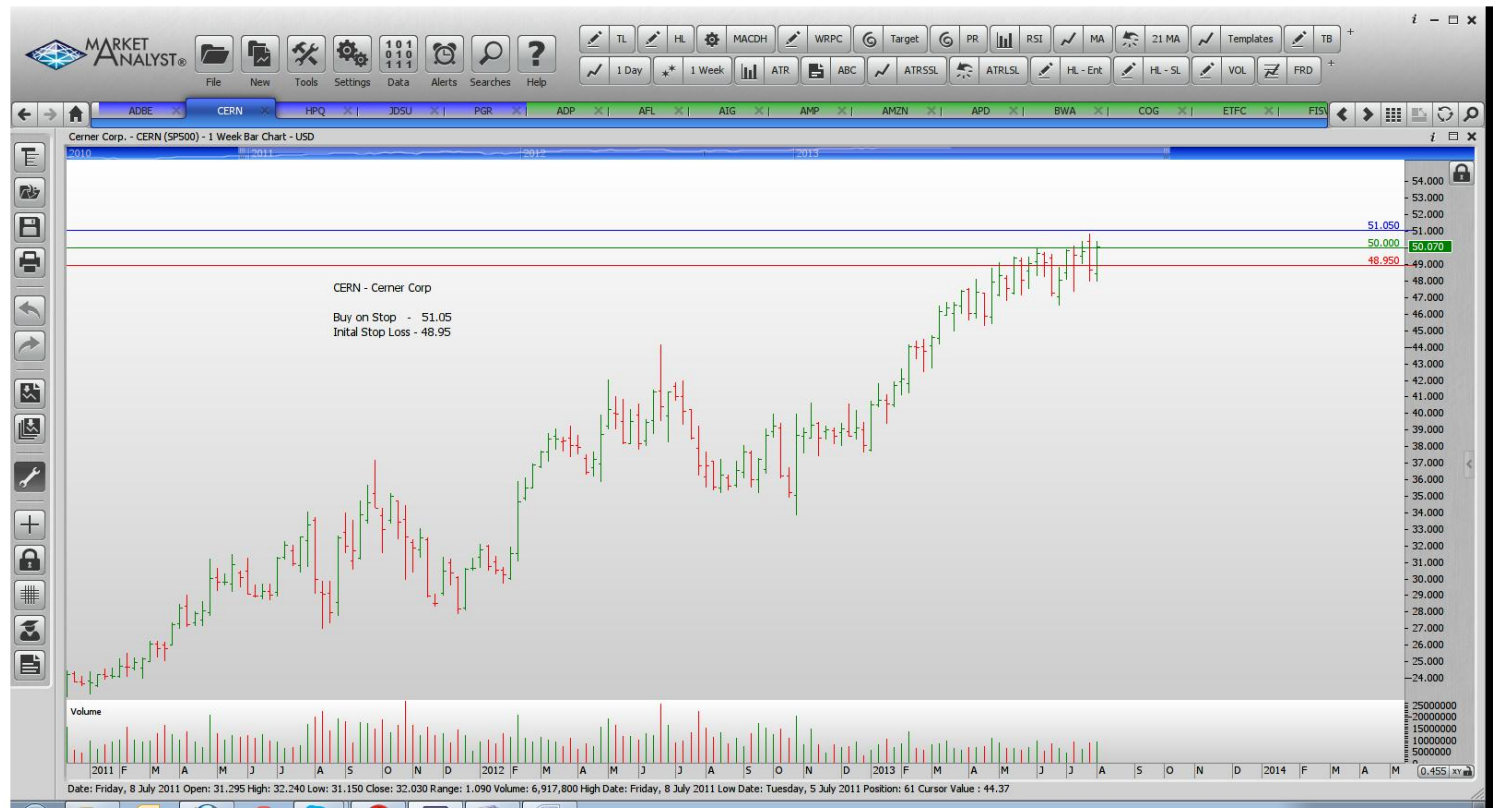 i
MARKET ANALYST®
File New Tools Settings Data Alerts Searches Help
101 010 111
TL HL MACDH WRPC Target PR RSI MA 21 MA Templates TB +
1 Day 1 Week ATR ABC ATRSSL ATRLSL HL - Ent HL - SL VOL FRD +
ADBE CERN HPQ JDSU PGR ADP AFL AIG AMP AMZN APD BWA COG ETFC FISV
Cerner Corp. - CERN (SP500) - 1 Week Bar Chart - USD
i
2010 2011 2012 2013
54.000
53.000
52.000
51.050
51.000
50.000
50.070
48.950
49.000
48.000
47.000
46.000
45.000
44.000
43.000
42.000
41.000
40.000
39.000
38.000
37.000
36.000
35.000
34.000
33.000
32.000
31.000
30.000
29.000
28.000
27.000
26.000
25.000
24.000
CERN - Cerner Corp
Buy on Stop - 51.05
Inital Stop Loss - 48.95
Volume
25000000
20000000
15000000
10000000
5000000
0
2011 F M A M J J A S O N D 2012 F M A M J J A S O N D 2013 F M A M J J A S O N D 2014 F M A M
0.455 XY
Date: Friday, 8 July 2011 Open: 31.295 High: 32.240 Low: 31.150 Close: 32.030 Range: 1.090 Volume: 6,917,800 High Date: Friday, 8 July 2011 Low Date: Tuesday, 5 July 2011 Position: 61 Cursor Value : 44.37